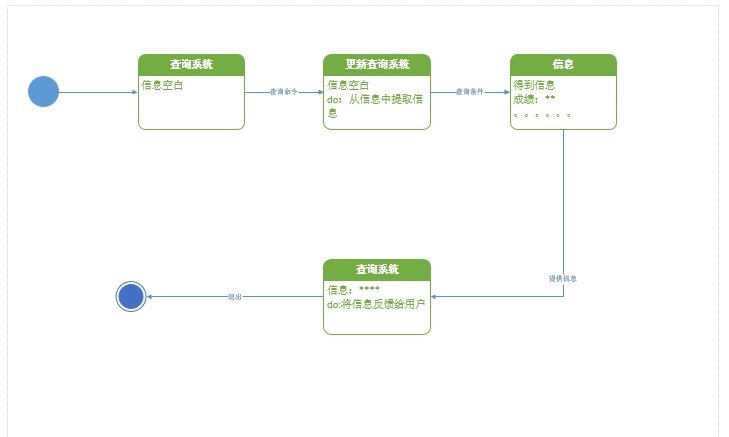 查询系统
信息空白
查询命令
更新查询系统
信息空白
do：从信息中提取信
息
查询条件
信息
得到信息
成绩：**
。。。。。。
提供信息
查询系统
信息：****
do:将信息反馈给用户
退出